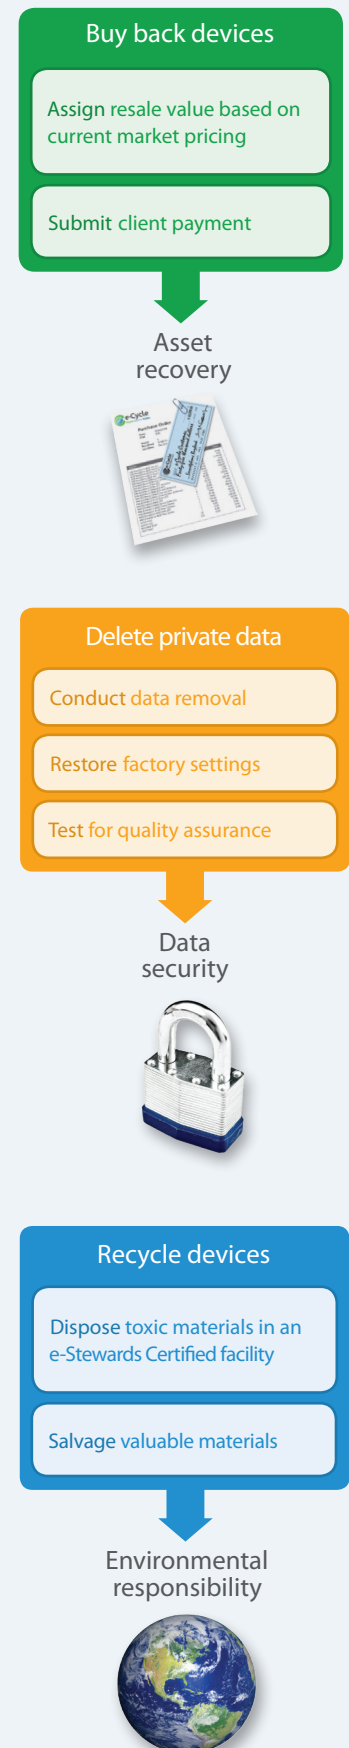 Buy back devices
Assign resale value based on
current market pricing
Submit client payment
Asset
recovery
e-Cycle
Purchase Order
Delete private data
Conduct data removal
Restore factory settings
Test for quality assurance
Data
security
Recycle devices
Dispose toxic materials in an
e-Stewards Certified facility
Salvage valuable materials
Environmental
responsibility